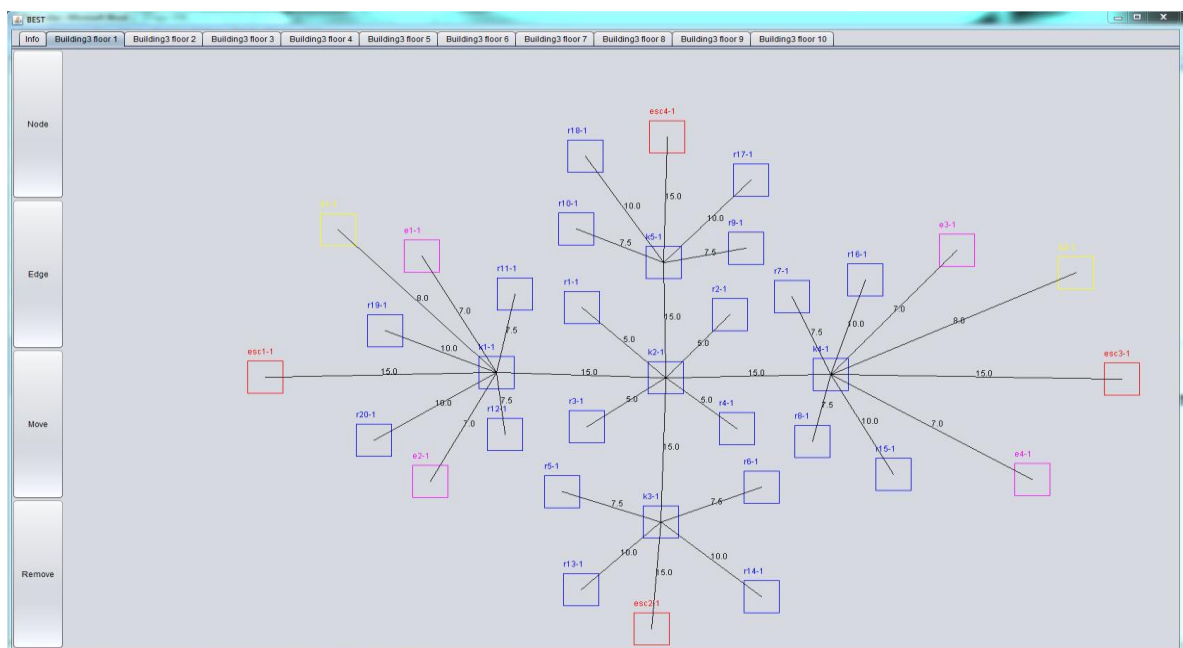 BEST
Info Building3 floor 1 Building3 floor 2 Building3 floor 3 Building3 floor 4 Building3 floor 5 Building3 floor 6 Building3 floor 7 Building3 floor 8 Building3 floor 9 Building3 floor 10
Node
Edge
Move
Remove
esc4-1
r18-1
r17-1
15.0
10.0
10.0
r10-1
r9-1
7.5
k5-1
7.5
e1-1
e3-1
r11-1
r1-1
r2-1
r7-1
r16-1
8.0
7.0
r19-1
7.5
15.0
7.5
10.0
7.0
8.0
10.0
5.0
5.0
esc1-1
k1-1
k2-1
k4-1
esc3-1
15.0
15.0
15.0
15.0
10.0
7.5
5.0
5.0
7.5
r20-1
r12-1
r3-1
r4-1
r8-1
10.0
7.0
7.0
15.0
e2-1
r5-1
r6-1
r15-1
e4-1
7.5
k3-1
7.5
10.0
10.0
r13-1
15.0
r14-1
esc2-1